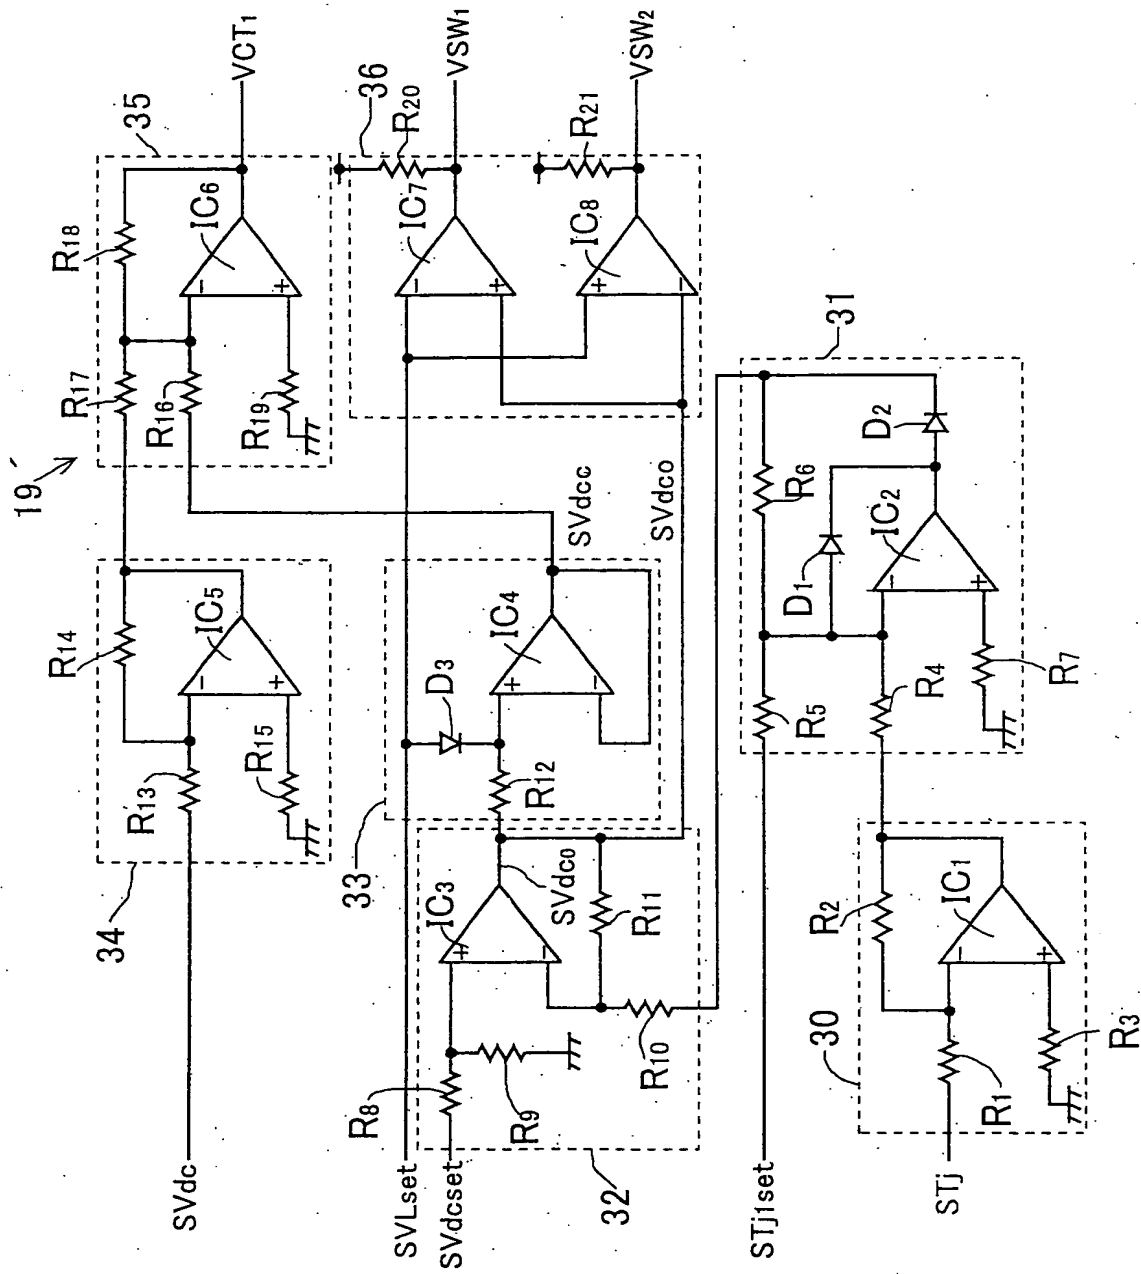 19′
35
VCT1
R18
R17
R16
R19
IC6
36
R20
VSW1
IC7
R21
VSW2
IC8
34
R14
R13
R15
IC5
SVdc
33
D3
IC4
R12
SVdcc
SVdco
32
IC3
SVdco
R11
R10
R8
R9
SVLset
SVdcset
31
R6
D2
D1
IC2
R5
R4
R7
STj1set
30
R2
IC1
R1
R3
STj
− +
− +
− +
+ −
+ −
− +
+ −
− +